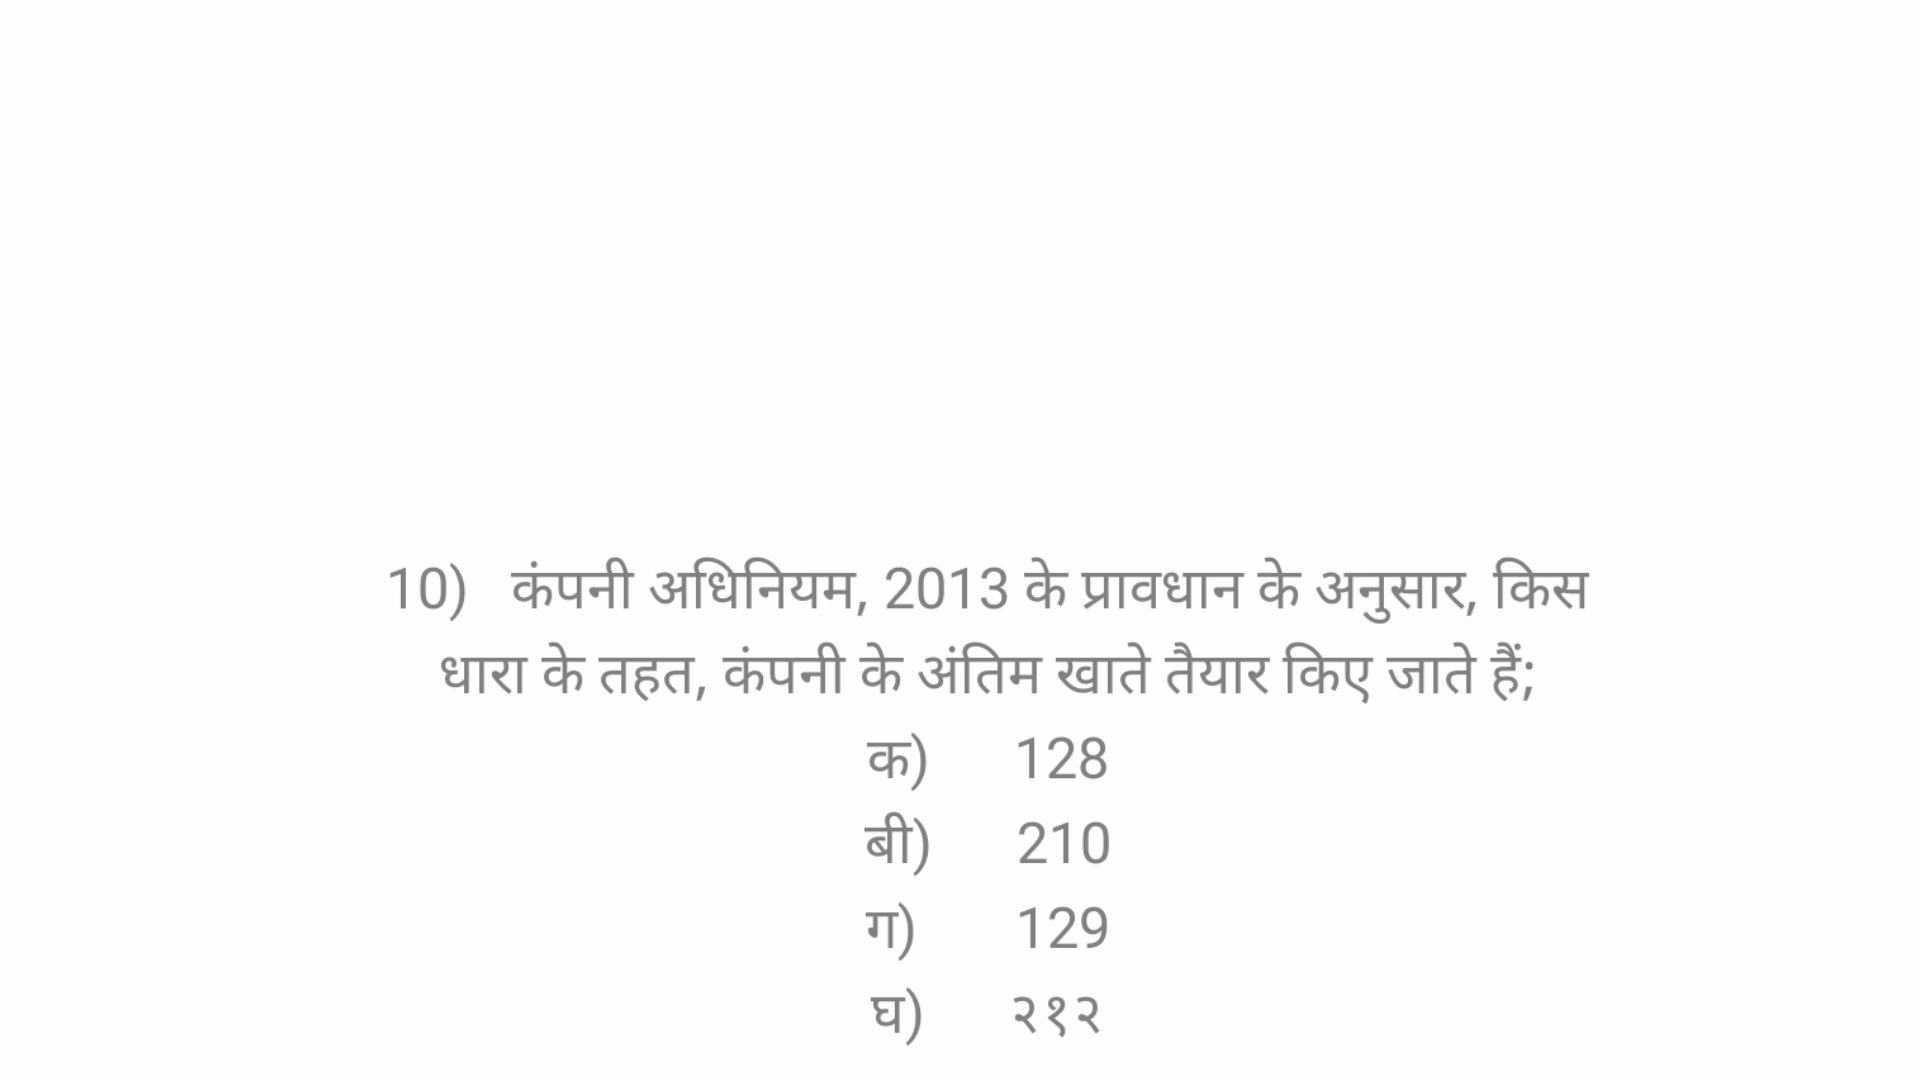 10) कंपनी अधिनियम, 2013 के प्रावधान के अनुसार, किस
धारा के तहत, कंपनी के अंतिम खाते तैयार किए जाते हैं;
क) 128
बी) 210
ग) 129
घ) २१२